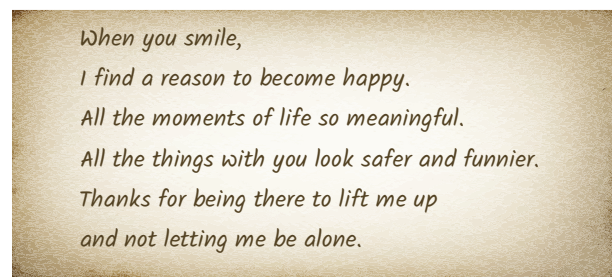 When you smile,
I find a reason to become happy.
All the moments of life so meaningful.
All the things with you look safer and funnier.
Thanks for being there to lift me up
and not letting me be alone.